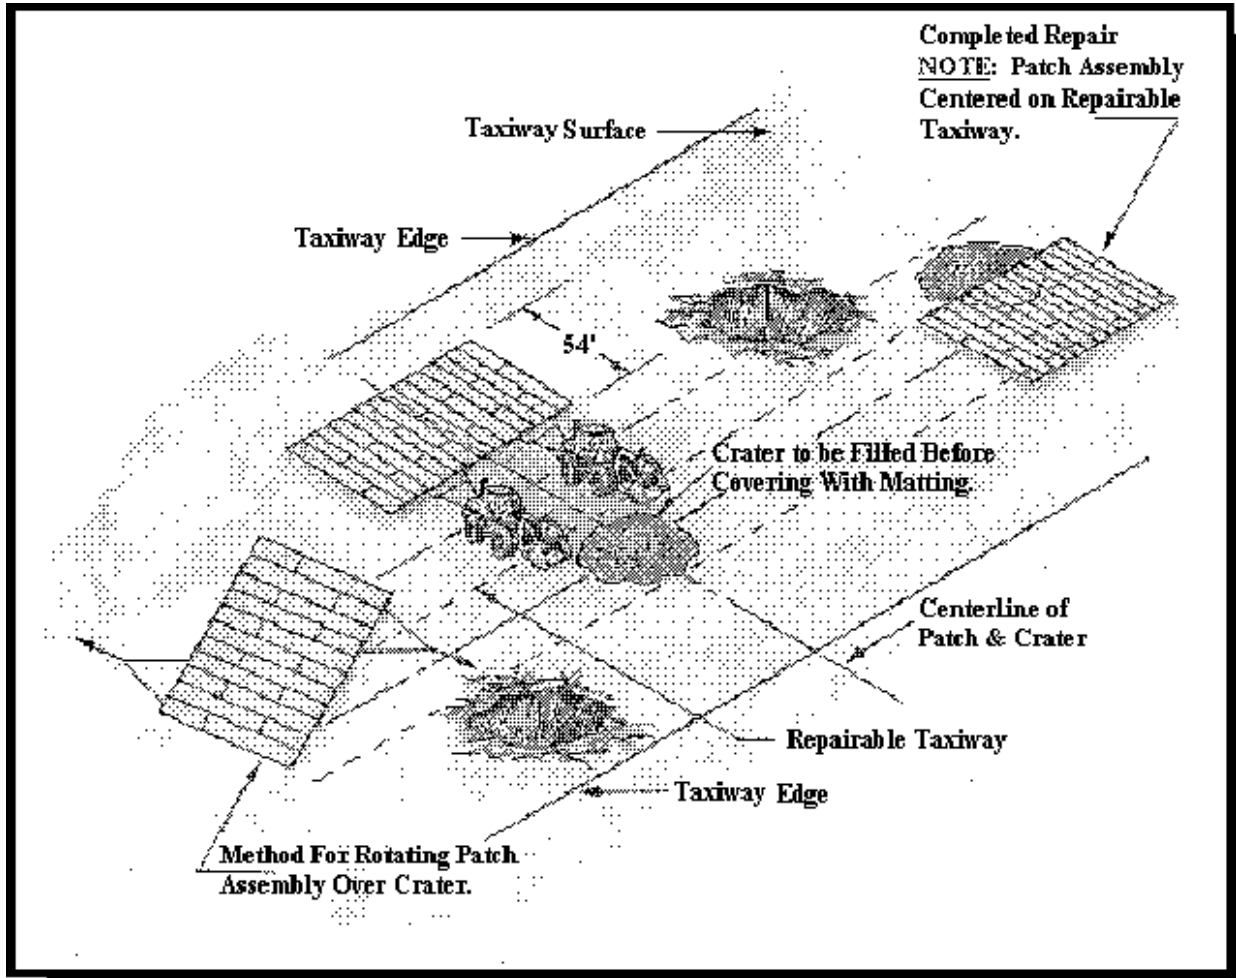 Completed Repair
NOTE: Patch Assembly
Centered on Repairable
Taxiway.
Taxiway Surface
Taxiway Edge
54'
Crater to be Filled Before
Covering With Matting.
Centerline of
Patch & Crater
Repairable Taxiway
Taxiway Edge
Method For Rotating Patch
Assembly Over Crater.